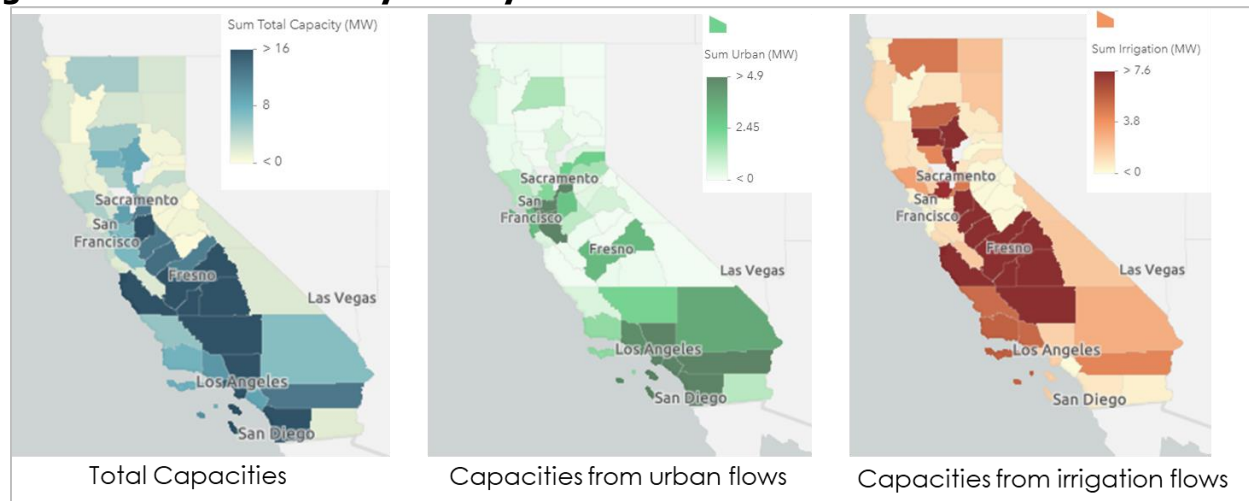 Sum Total Capacity (MW)
> 16
8
< 0
Sacramento
San
Francisco
Fresno
Las Vegas
Los Angeles
San Diego
Total Capacities
Sum Urban (MW)
> 4.9
2.45
< 0
Sacramento
San
Francisco
Fresno
Las Vegas
Los Angeles
San Diego
Capacities from urban flows
Sum Irrigation (MW)
> 7.6
3.8
< 0
Sacramento
San
Francisco
Fresno
Las Vegas
Los Angeles
San Diego
Capacities from irrigation flows